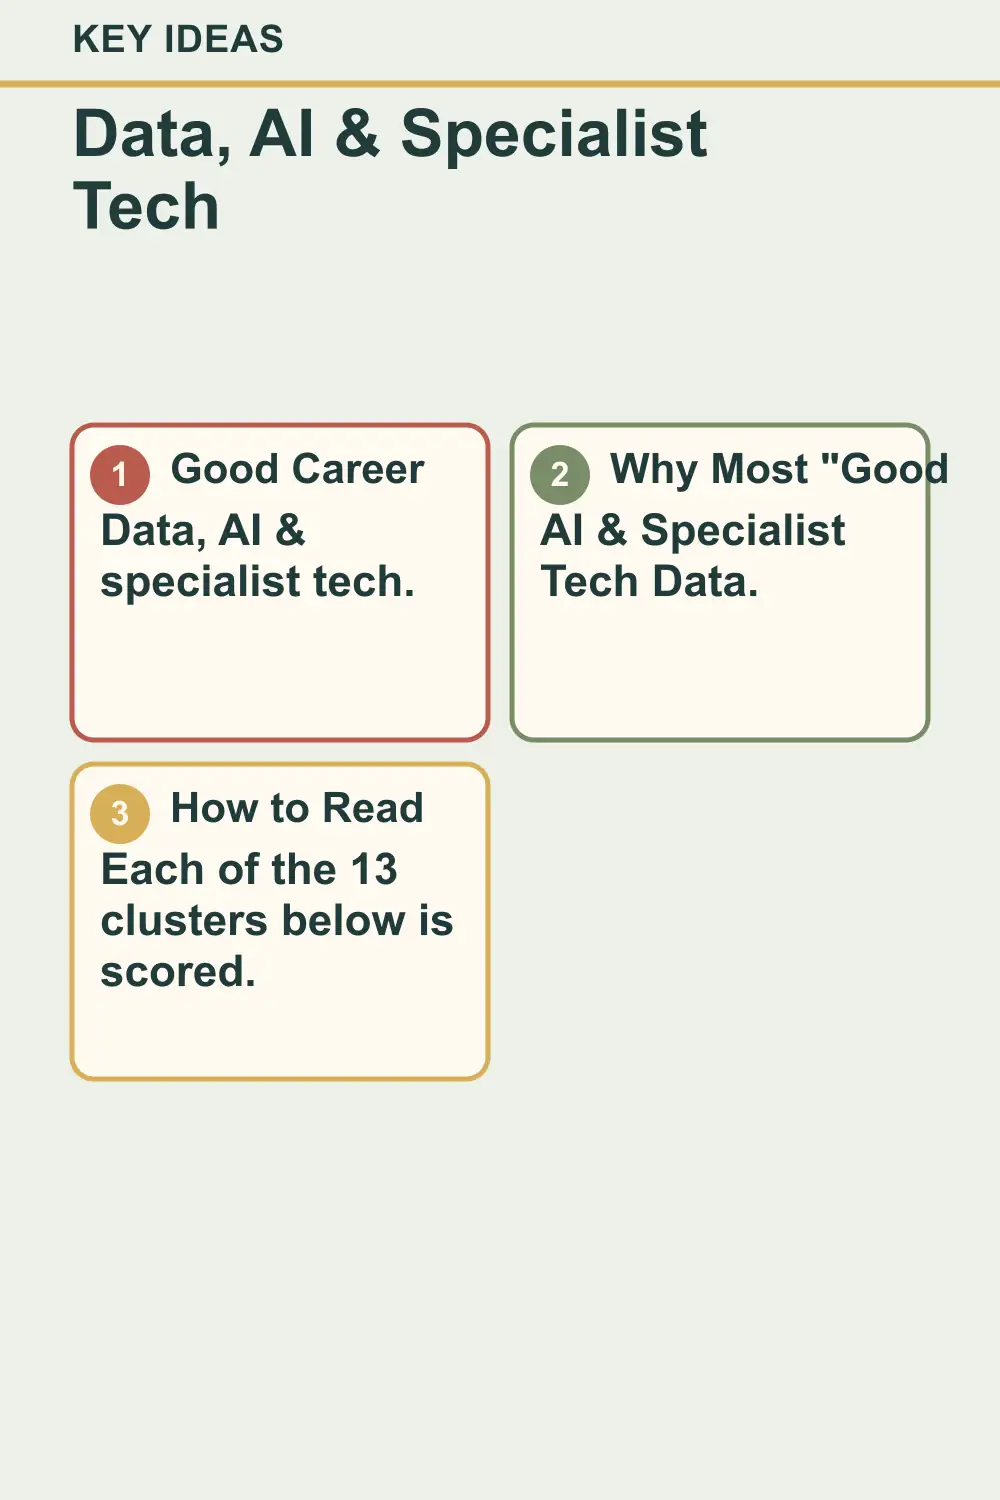 KEY IDEAS
Data, AI & Specialist
Tech
1 Good Career
Data, AI &
specialist tech.
2 Why Most "Good
AI & Specialist
Tech Data.
3 How to Read
Each of the 13
clusters below is
scored.